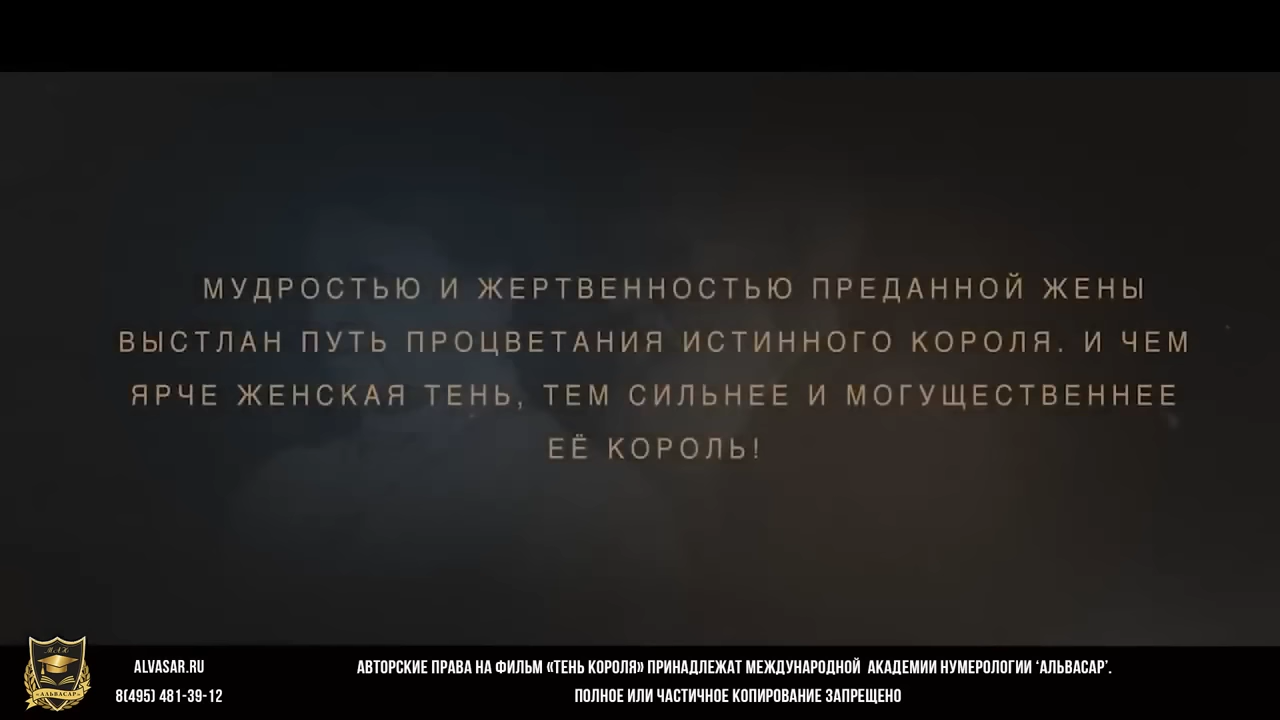 МУДРОСТЬЮ И ЖЕРТВЕННОСТЬЮ ПРЕДАННОЙ ЖЕНЫ
ВЫСТЛАН ПУТЬ ПРОЦВЕТАНИЯ ИСТИННОГО КОРОЛЯ. И ЧЕМ
ЯРЧЕ ЖЕНСКАЯ ТЕНЬ, ТЕМ СИЛЬНЕЕ И МОГУЩЕСТВЕННЕЕ
ЕЁ КОРОЛЬ!
МАН
АЛЬВАСАР
ALVASAR.RU
8(495) 481-39-12
АВТОРСКИЕ ПРАВА НА ФИЛЬМ «ТЕНЬ КОРОЛЯ» ПРИНАДЛЕЖАТ МЕЖДУНАРОДНОЙ АКАДЕМИИ НУМЕРОЛОГИИ ‘АЛЬВАСАР’.
ПОЛНОЕ ИЛИ ЧАСТИЧНОЕ КОПИРОВАНИЕ ЗАПРЕЩЕНО